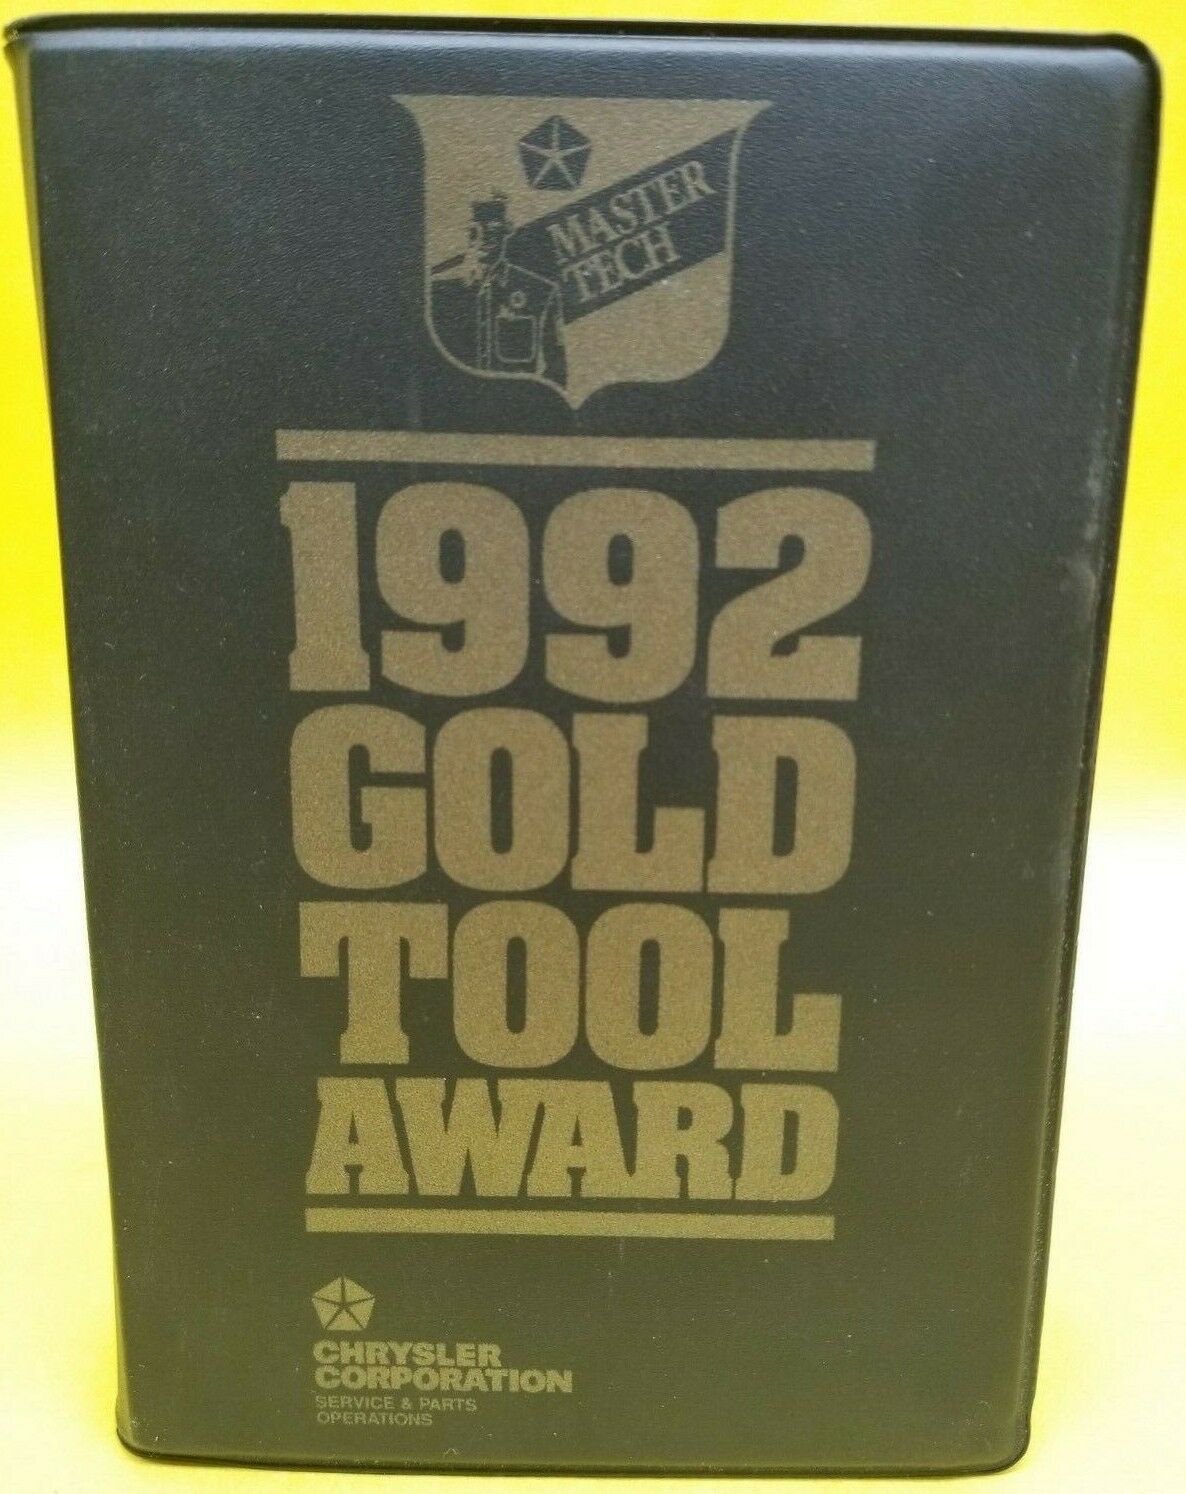 MASTER
TECH
1992
GOLD
TOOL
AWARD
CHRYSLER
CORPORATION
SERVICE & PARTS
OPERATIONS